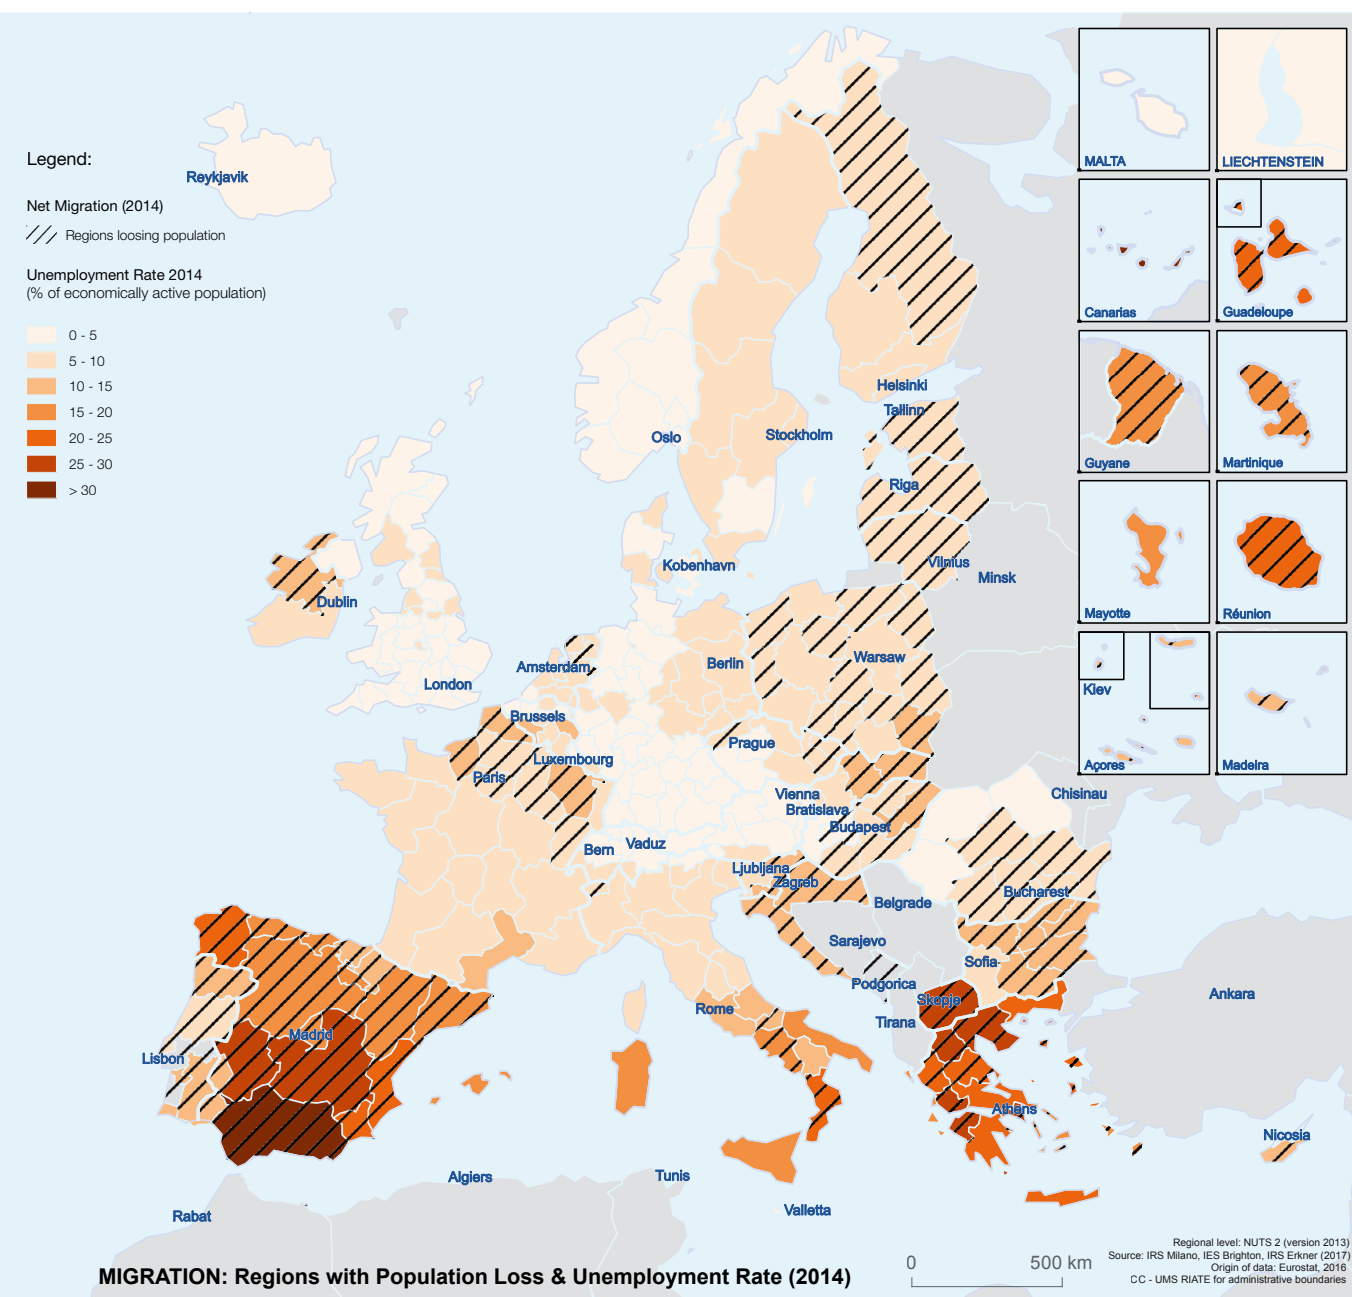 Legend:
Net Migration (2014)
Regions loosing population
Unemployment Rate 2014
(% of economically active population)
0 - 5
5 - 10
10 - 15
15 - 20
20 - 25
25 - 30
> 30
Reykjavik
Oslo
Stockholm
Helsinki
Tallinn
Riga
Vilnius
Minsk
Kobenhavn
Dublin
London
Amsterdam
Berlin
Warsaw
Brussels
Luxembourg
Prague
Paris
Vienna
Bratislava
Budapest
Chisinau
Bern
Vaduz
Ljubljana
Zagreb
Belgrade
Bucharest
Sarajevo
Sofia
Podgorica
Skopje
Tirana
Rome
Madrid
Lisbon
Athens
Ankara
Nicosia
Algiers
Tunis
Valletta
Rabat
MALTA
LIECHTENSTEIN
Canarias
Guadeloupe
Guyane
Martinique
Mayotte
Réunion
Kiev
Açores
Madeira
MIGRATION: Regions with Population Loss & Unemployment Rate (2014)
0
500 km
Regional level: NUTS 2 (version 2013)
Source: IRS Milano, IES Brighton, IRS Erkner (2017)
Origin of data: Eurostat, 2016
CC - UMS RIATE for administrative boundaries